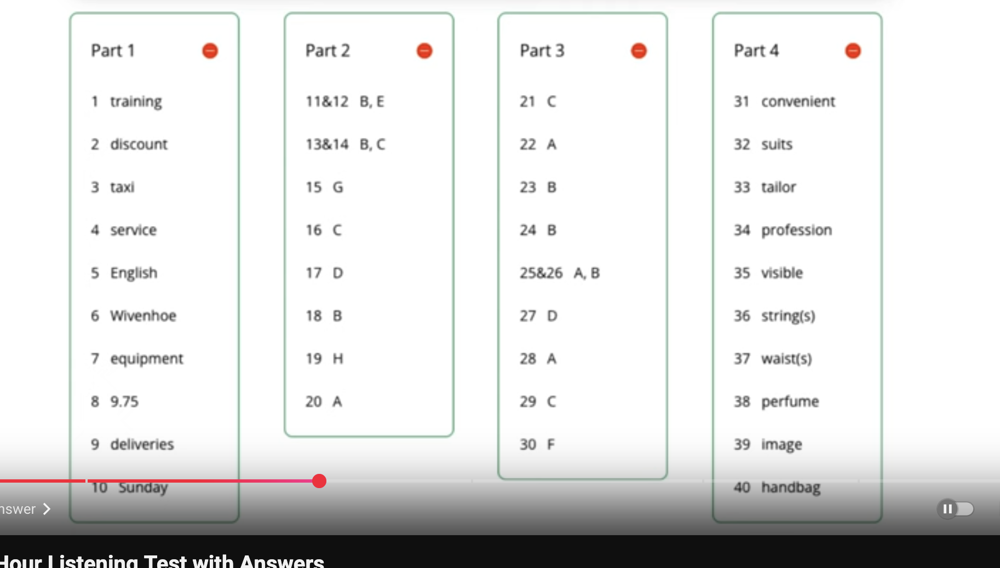 Part 1
1 training
2 discount
3 taxi
4 service
5 English
6 Wivenhoe
7 equipment
8 9.75
9 deliveries
10 Sunday
Part 2
11&12 B, E
13&14 B, C
15 G
16 C
17 D
18 B
19 H
20 A
Part 3
21 C
22 A
23 B
24 B
25&26 A, B
27 D
28 A
29 C
30 F
Part 4
31 convenient
32 suits
33 tailor
34 profession
35 visible
36 string(s)
37 waist(s)
38 perfume
39 image
40 handbag
nswer
Hour Listening Test with Answers